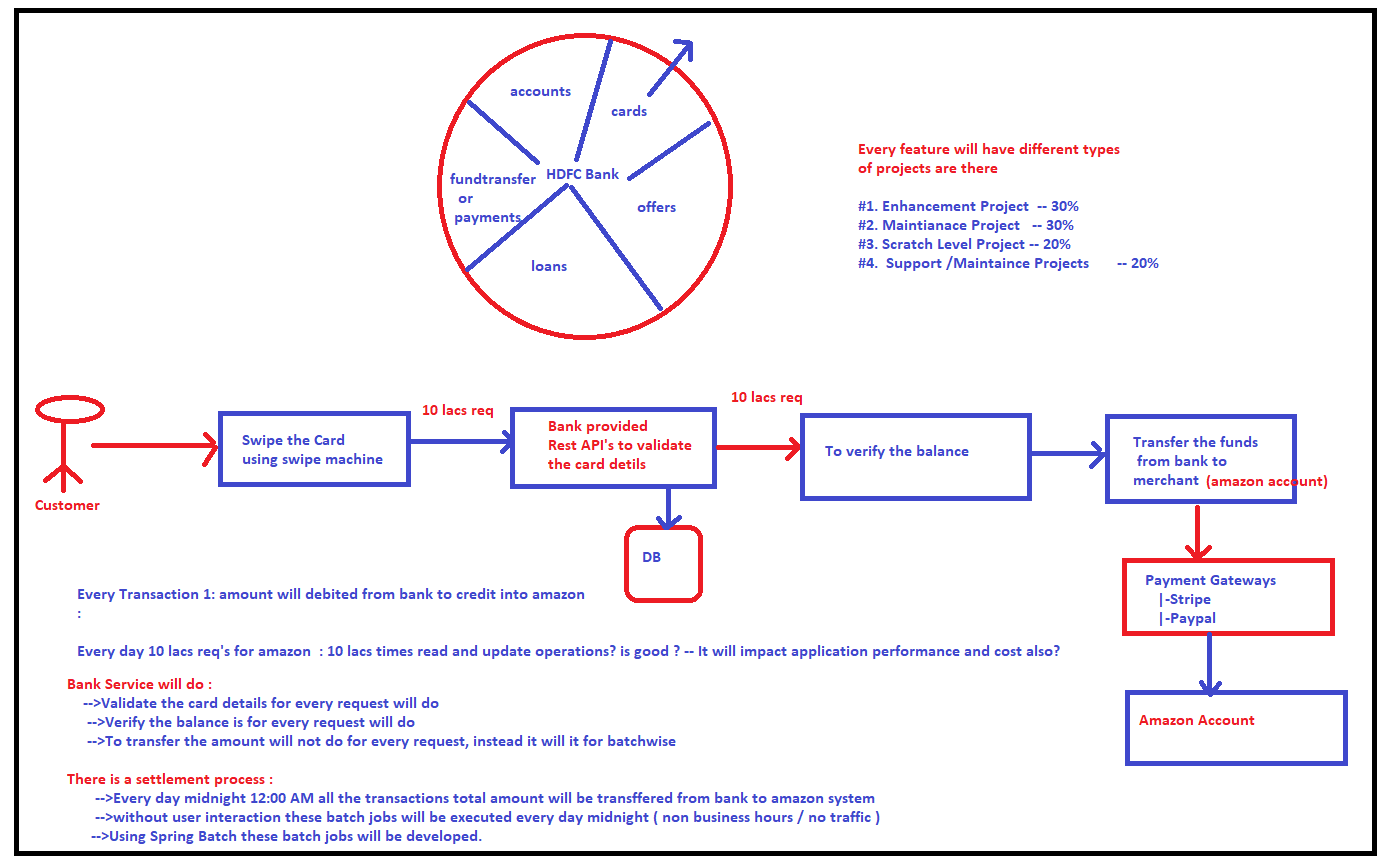 accounts
cards
HDFC Bank
fundtransfer
or
payments
offers
loans
Every feature will have different types
of projects are there
#1. Enhancement Project -- 30%
#2. Maintianace Project -- 30%
#3. Scratch Level Project -- 20%
#4. Support /Maintaince Projects -- 20%
Customer
Swipe the Card
using swipe machine
10 lacs req
Bank provided
Rest API's to validate
the card detils
10 lacs req
To verify the balance
Transfer the funds
from bank to
merchant (amazon account)
DB
Payment Gateways
|-Stripe
|-Paypal
Amazon Account
Every Transaction 1: amount will debited from bank to credit into amazon
:
Every day 10 lacs req's for amazon : 10 lacs times read and update operations? is good ? -- It will impact application performance and cost also?
Bank Service will do :
-->Validate the card details for every request will do
-->Verify the balance is for every request will do
-->To transfer the amount will not do for every request, instead it will it for batchwise
There is a settlement process :
-->Every day midnight 12:00 AM all the transactions total amount will be transffered from bank to amazon system
-->without user interaction these batch jobs will be executed every day midnight ( non business hours / no traffic )
-->Using Spring Batch these batch jobs will be developed.